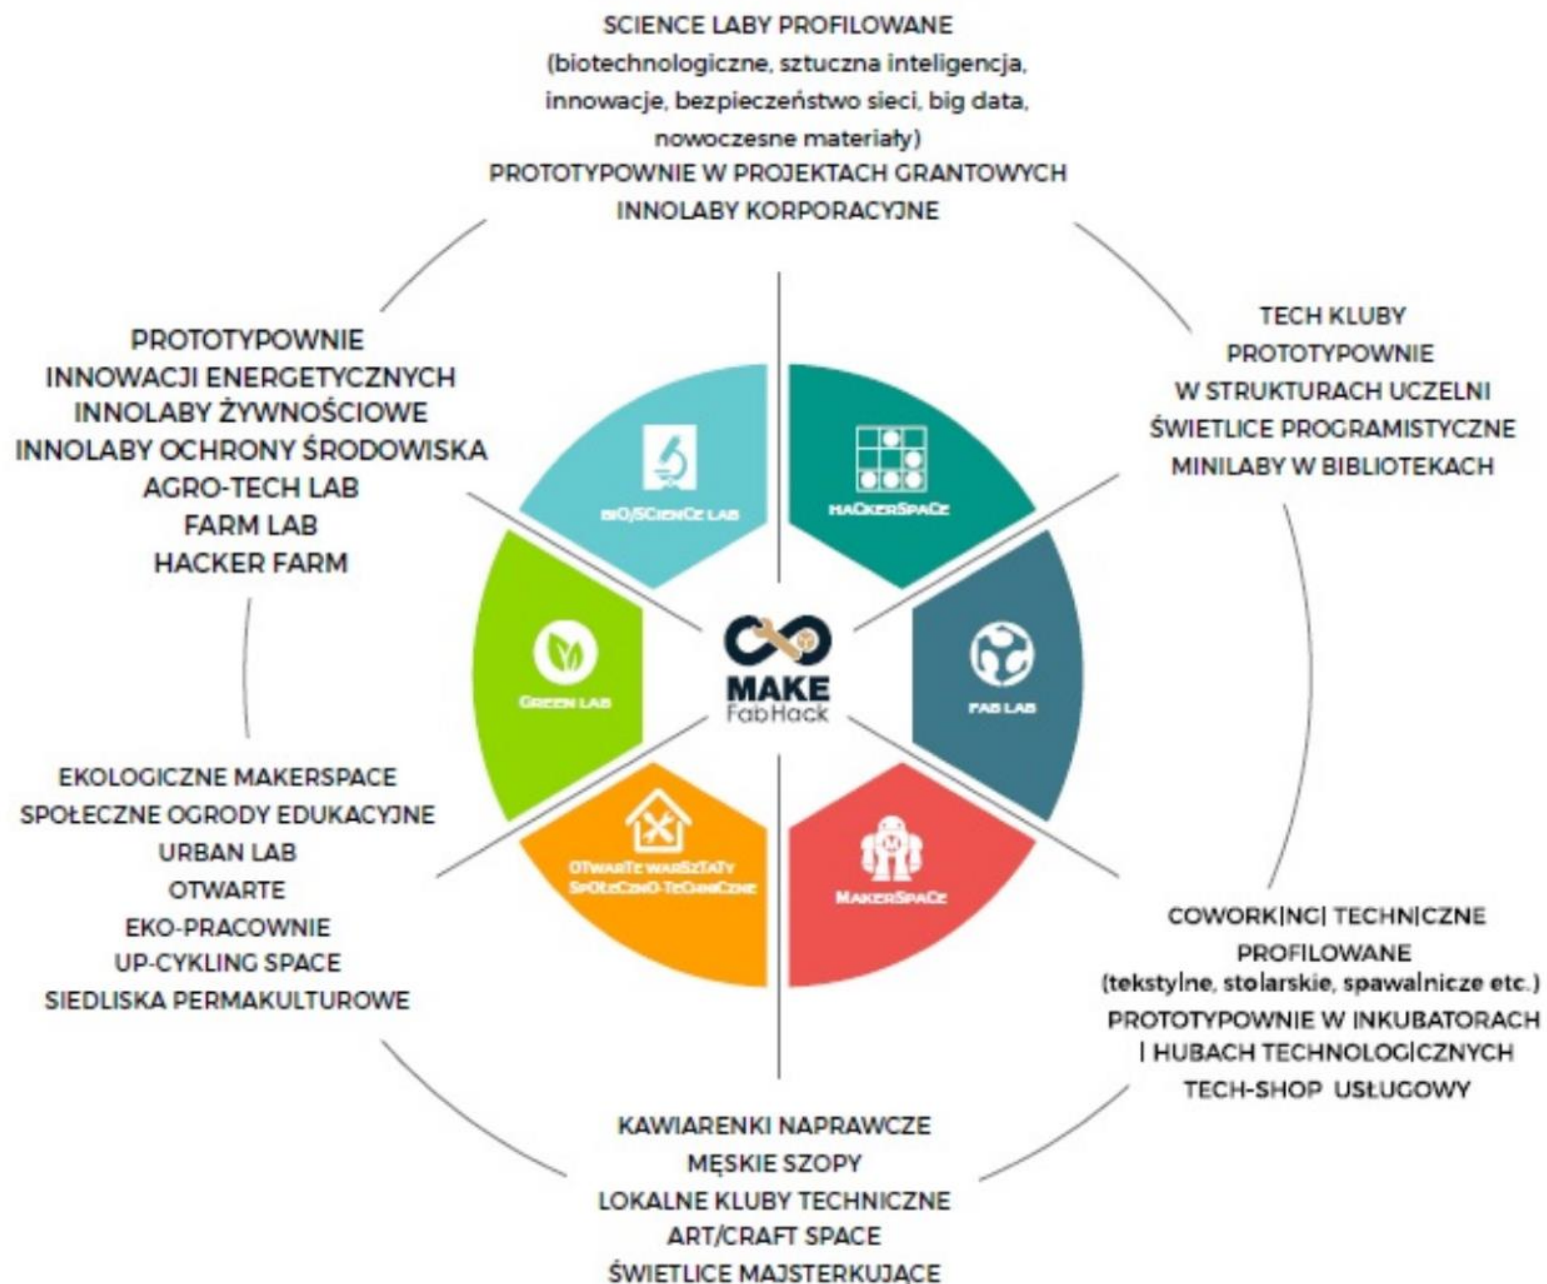 SCIENCE LABY PROFILOWANE
(biotechnologiczne, sztuczna inteligencja,
innowacje, bezpieczeństwo sieci, big data,
nowoczesne materiały)
PROTOTYPOWNIE W PROJEKTACH GRANTOWYCH
INNOLABY KORPORACYJNE
TECH KLUBY
PROTOTYPOWNIE
W STRUKTURACH UCZELNI
ŚWIETLICE PROGRAMISTYCZNE
MINILABY W BIBLIOTEKACH
PROTOTYPOWNIE
INNOWACJI ENERGETYCZNYCH
INNOLABY ŻYWNOŚCIOWE
INNOLABY OCHRONY ŚRODOWISKA
AGRO-TECH LAB
FARM LAB
HACKER FARM
BIO/SCIENCE LAB
HACKERSPACE
GREEN LAB
MAKE
FabHack
FAB LAB
OTWARTE WARSZTATY
SPOŁECZNO-TECHNICZNE
MAKERSPACE
EKOLOGICZNE MAKERSPACE
SPOŁECZNE OGRODY EDUKACYJNE
URBAN LAB
OTWARTE
EKO-PRACOWNIE
UP-CYKLING SPACE
SIEDLISKA PERMAKULTUROWE
COWORKINGI TECHNICZNE
PROFILOWANE
(tekstylne, stolarskie, spawalnicze etc.)
PROTOTYPOWNIE W INKUBATORACH
I HUBACH TECHNOLOGICZNYCH
TECH-SHOP USŁUGOWY
KAWIARENKI NAPRAWCZE
MĘSKIE SZOPY
LOKALNE KLUBY TECHNICZNE
ART/CRAFT SPACE
ŚWIETLICE MAJSTERKUJĄCE